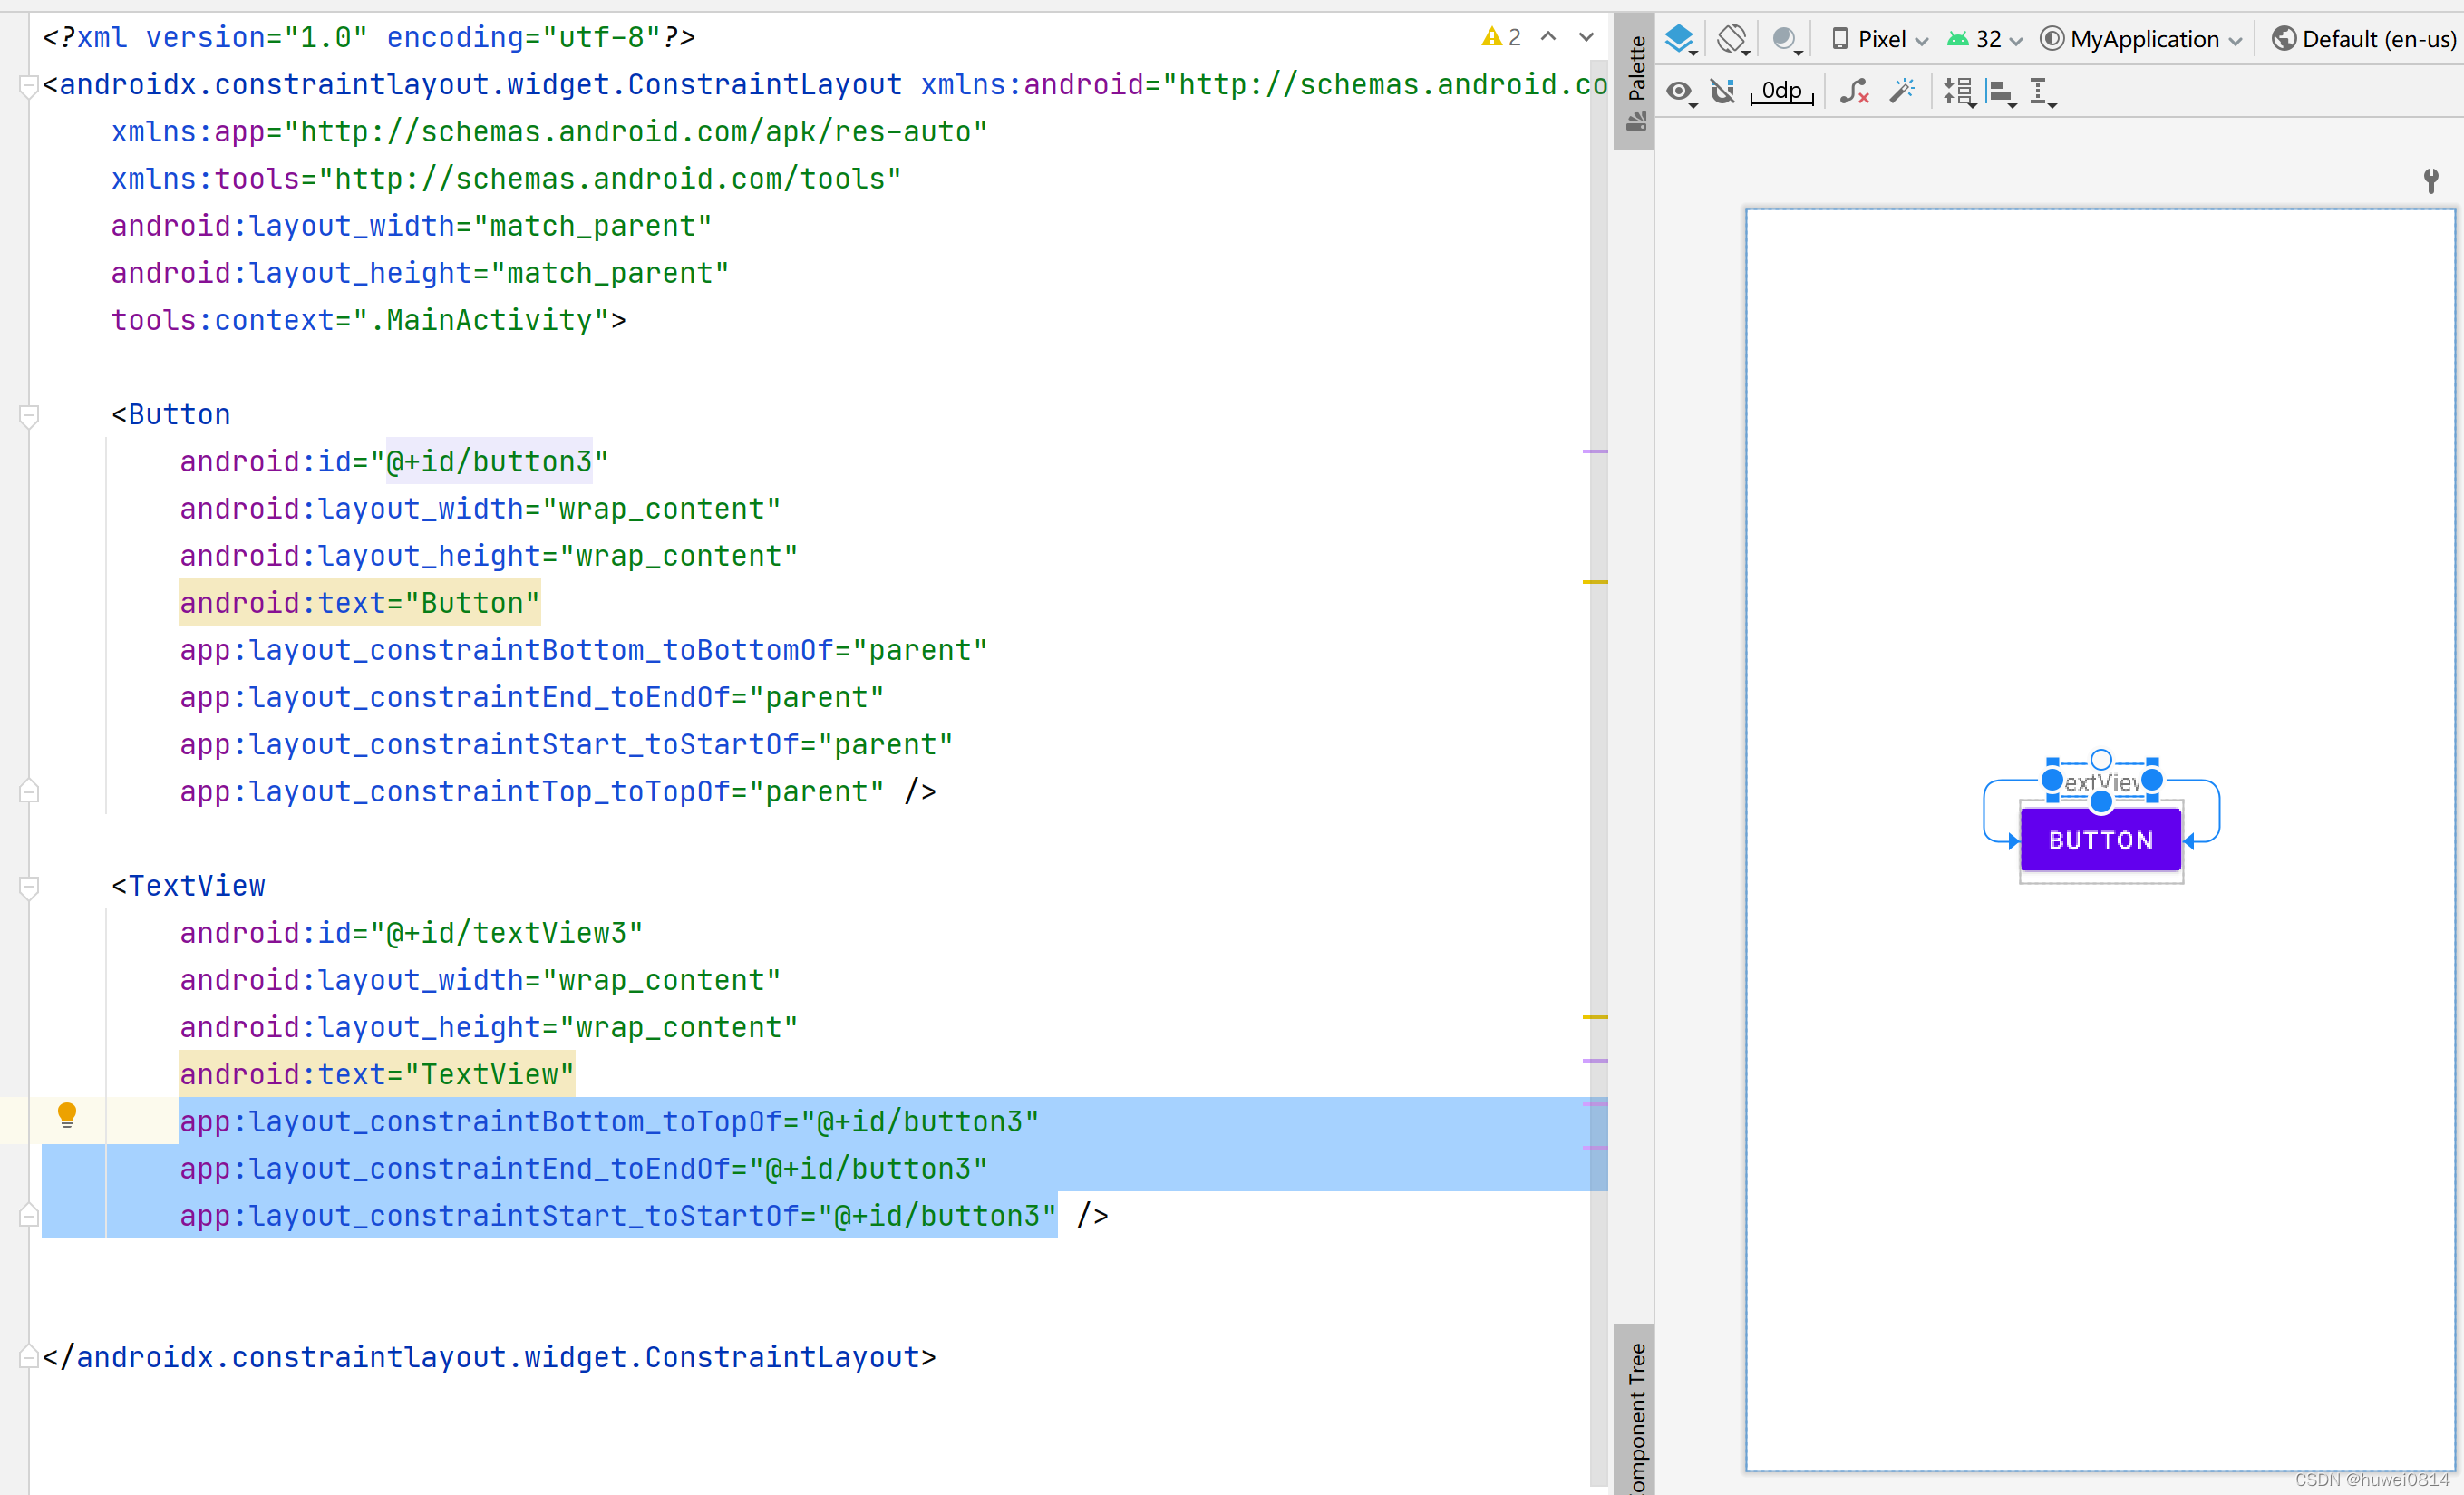 <?xml version="1.0" encoding="utf-8"?>
2
<androidx.constraintlayout.widget.ConstraintLayout xmlns:android="http://schemas.android.co
    xmlns:app="http://schemas.android.com/apk/res-auto"
    xmlns:tools="http://schemas.android.com/tools"
    android:layout_width="match_parent"
    android:layout_height="match_parent"
    tools:context=".MainActivity">
    <Button
        android:id="@+id/button3"
        android:layout_width="wrap_content"
        android:layout_height="wrap_content"
        android:text="Button"
        app:layout_constraintBottom_toBottomOf="parent"
        app:layout_constraintEnd_toEndOf="parent"
        app:layout_constraintStart_toStartOf="parent"
        app:layout_constraintTop_toTopOf="parent" />
    <TextView
        android:id="@+id/textView3"
        android:layout_width="wrap_content"
        android:layout_height="wrap_content"
        android:text="TextView"
        app:layout_constraintBottom_toTopOf="@+id/button3"
        app:layout_constraintEnd_toEndOf="@+id/button3"
        app:layout_constraintStart_toStartOf="@+id/button3" />
</androidx.constraintlayout.widget.ConstraintLayout>
Palette
omponent Tree
Pixel 32 MyApplication Default (en-us)
0dp
extView
BUTTON
CSDN @huwei0814